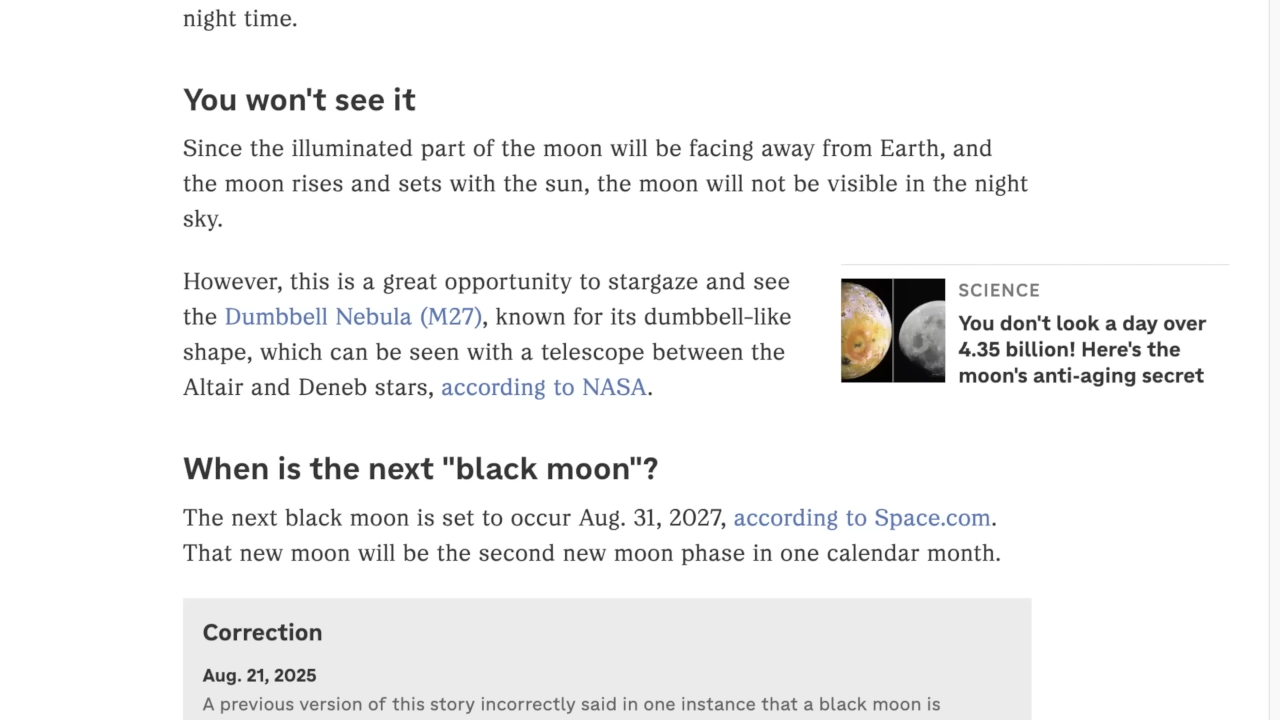 night time.
You won't see it
Since the illuminated part of the moon will be facing away from Earth, and
the moon rises and sets with the sun, the moon will not be visible in the night
sky.
However, this is a great opportunity to stargaze and see
the Dumbbell Nebula (M27), known for its dumbbell-like
shape, which can be seen with a telescope between the
Altair and Deneb stars, according to NASA.
SCIENCE
You don't look a day over
4.35 billion! Here's the
moon's anti-aging secret
When is the next "black moon"?
The next black moon is set to occur Aug. 31, 2027, according to Space.com.
That new moon will be the second new moon phase in one calendar month.
Correction
Aug. 21, 2025
A previous version of this story incorrectly said in one instance that a black moon is